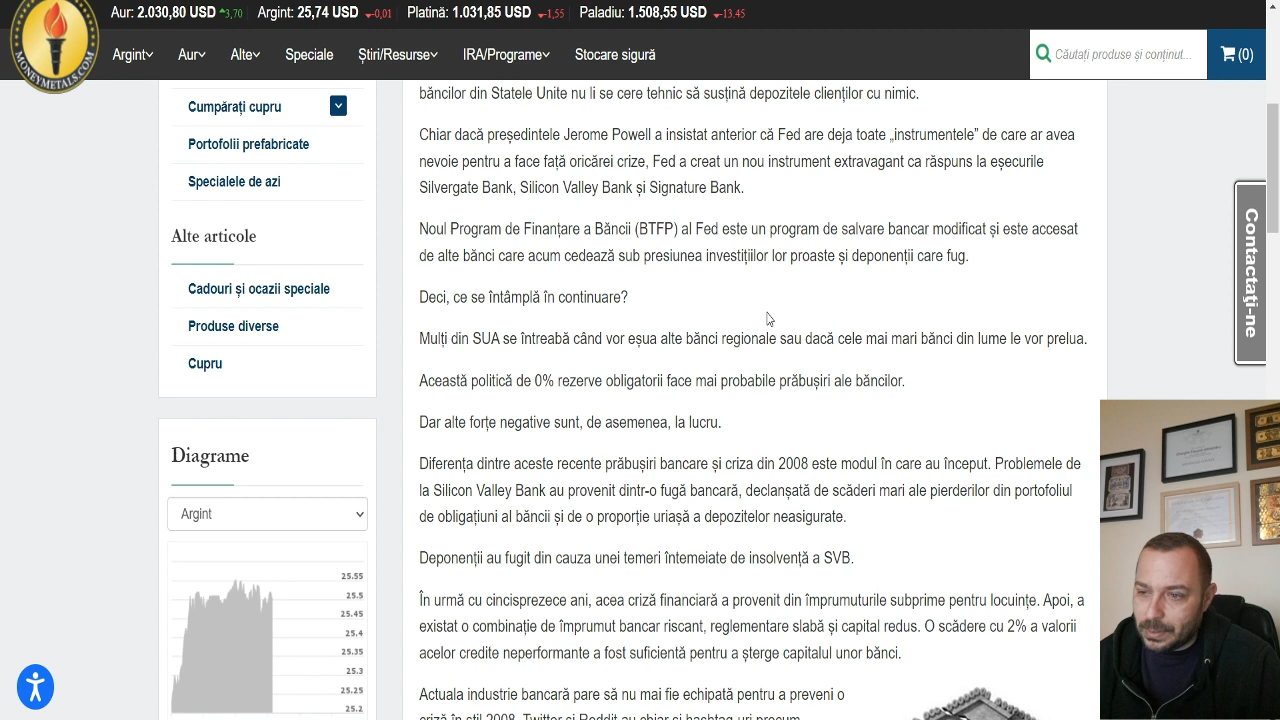 Aur: 2.030,80 USD 3,70 Argint: 25,74 USD -0,01 Platină: 1.031,85 USD -1,55 Paladiu: 1.508,55 USD -13.45
MONEYMETALS.COM
Argint Aur Alte Speciale Știri/Resurse IRA/Programe Stocare sigură
Căutați produse și conținut... (0)
Cumpărați cupru
Portofolii prefabricate
Specialele de azi
Alte articole
Cadouri și ocazii speciale
Produse diverse
Cupru
Diagrame
Argint
25.55
25.5
25.45
25.4
25.35
25.3
25.25
25.2
băncilor din Statele Unite nu li se cere tehnic să susțină depozitele clienților cu nimic.
Chiar dacă președintele Jerome Powell a insistat anterior că Fed are deja toate „instrumentele” de care ar avea
nevoie pentru a face față oricărei crize, Fed a creat un nou instrument extravagant ca răspuns la eșecurile
Silvergate Bank, Silicon Valley Bank și Signature Bank.
Noul Program de Finanțare a Băncii (BTFP) al Fed este un program de salvare bancar modificat și este accesat
de alte bănci care acum cedează sub presiunea investițiilor lor proaste și deponenții care fug.
Deci, ce se întâmplă în continuare?
Mulți din SUA se întreabă când vor eșua alte bănci regionale sau dacă cele mai mari bănci din lume le vor prelua.
Această politică de 0% rezerve obligatorii face mai probabile prăbușiri ale băncilor.
Dar alte forțe negative sunt, de asemenea, la lucru.
Diferența dintre aceste recente prăbușiri bancare și criza din 2008 este modul în care au început. Problemele de
la Silicon Valley Bank au provenit dintr-o fugă bancară, declanșată de scăderi mari ale pierderilor din portofoliul
de obligațiuni al băncii și de o proporție uriașă a depozitelor neasigurate.
Deponenții au fugit din cauza unei temeri întemeiate de insolvență a SVB.
În urmă cu cincisprezece ani, acea criză financiară a provenit din împrumuturile subprime pentru locuințe. Apoi, a
existat o combinație de împrumut bancar riscant, reglementare slabă și capital redus. O scădere cu 2% a valorii
acelor credite neperformante a fost suficientă pentru a șterge capitalul unor bănci.
Actuala industrie bancară pare să nu mai fie echipată pentru a preveni o
criză în stil 2008. Twitter și Reddit au chiar și hashtag-uri precum
Contactați-ne